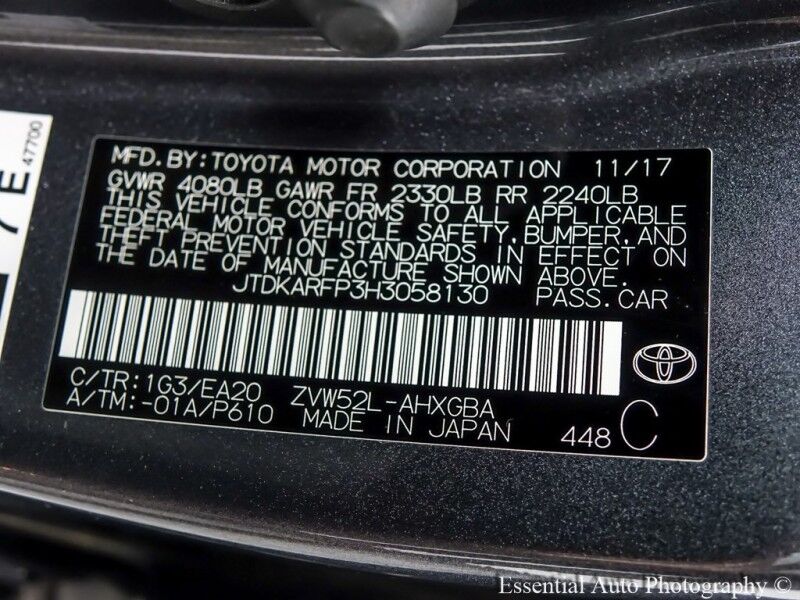 7E
47700
MFD. BY: TOYOTA MOTOR CORPORATION 11/17
GVWR 4080LB GAWR FR 2330LB RR 2240LB
THIS VEHICLE CONFORMS TO ALL APPLICABLE
FEDERAL MOTOR VEHICLE SAFETY, BUMPER, AND
THEFT PREVENTION STANDARDS IN EFFECT ON
THE DATE OF MANUFACTURE SHOWN ABOVE.
JTDKARFP3H3058130 PASS. CAR
C/TR: 1G3/EA20 ZVW52L-AHXGBA
A/TM: -01A/P610 MADE IN JAPAN 448 C
Essential Auto Photography ©